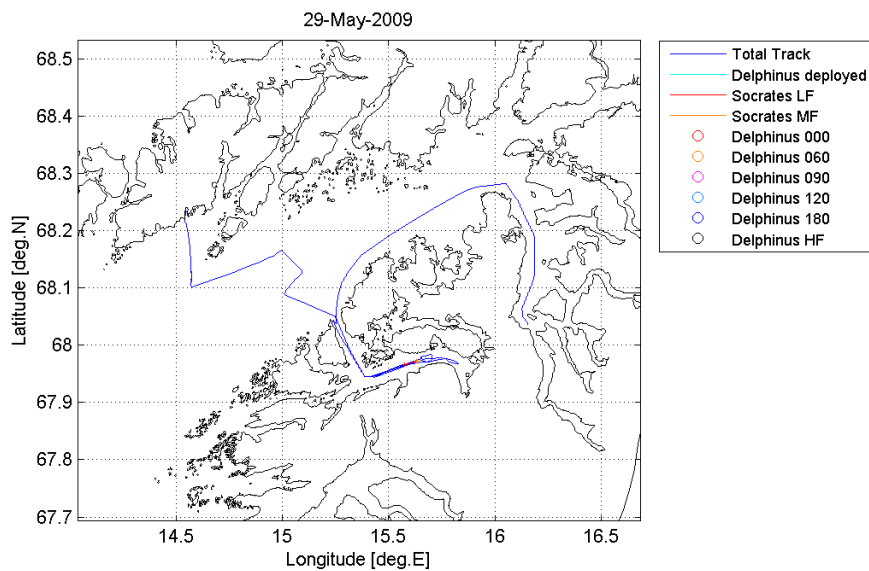 29-May-2009
68.5
68.4
68.3
68.2
68.1
68
67.9
67.8
67.7
Latitude [deg.N]
14.5
15
15.5
16
16.5
Longitude [deg.E]
Total Track
Delphinus deployed
Socrates LF
Socrates MF
Delphinus 000
Delphinus 060
Delphinus 090
Delphinus 120
Delphinus 180
Delphinus HF